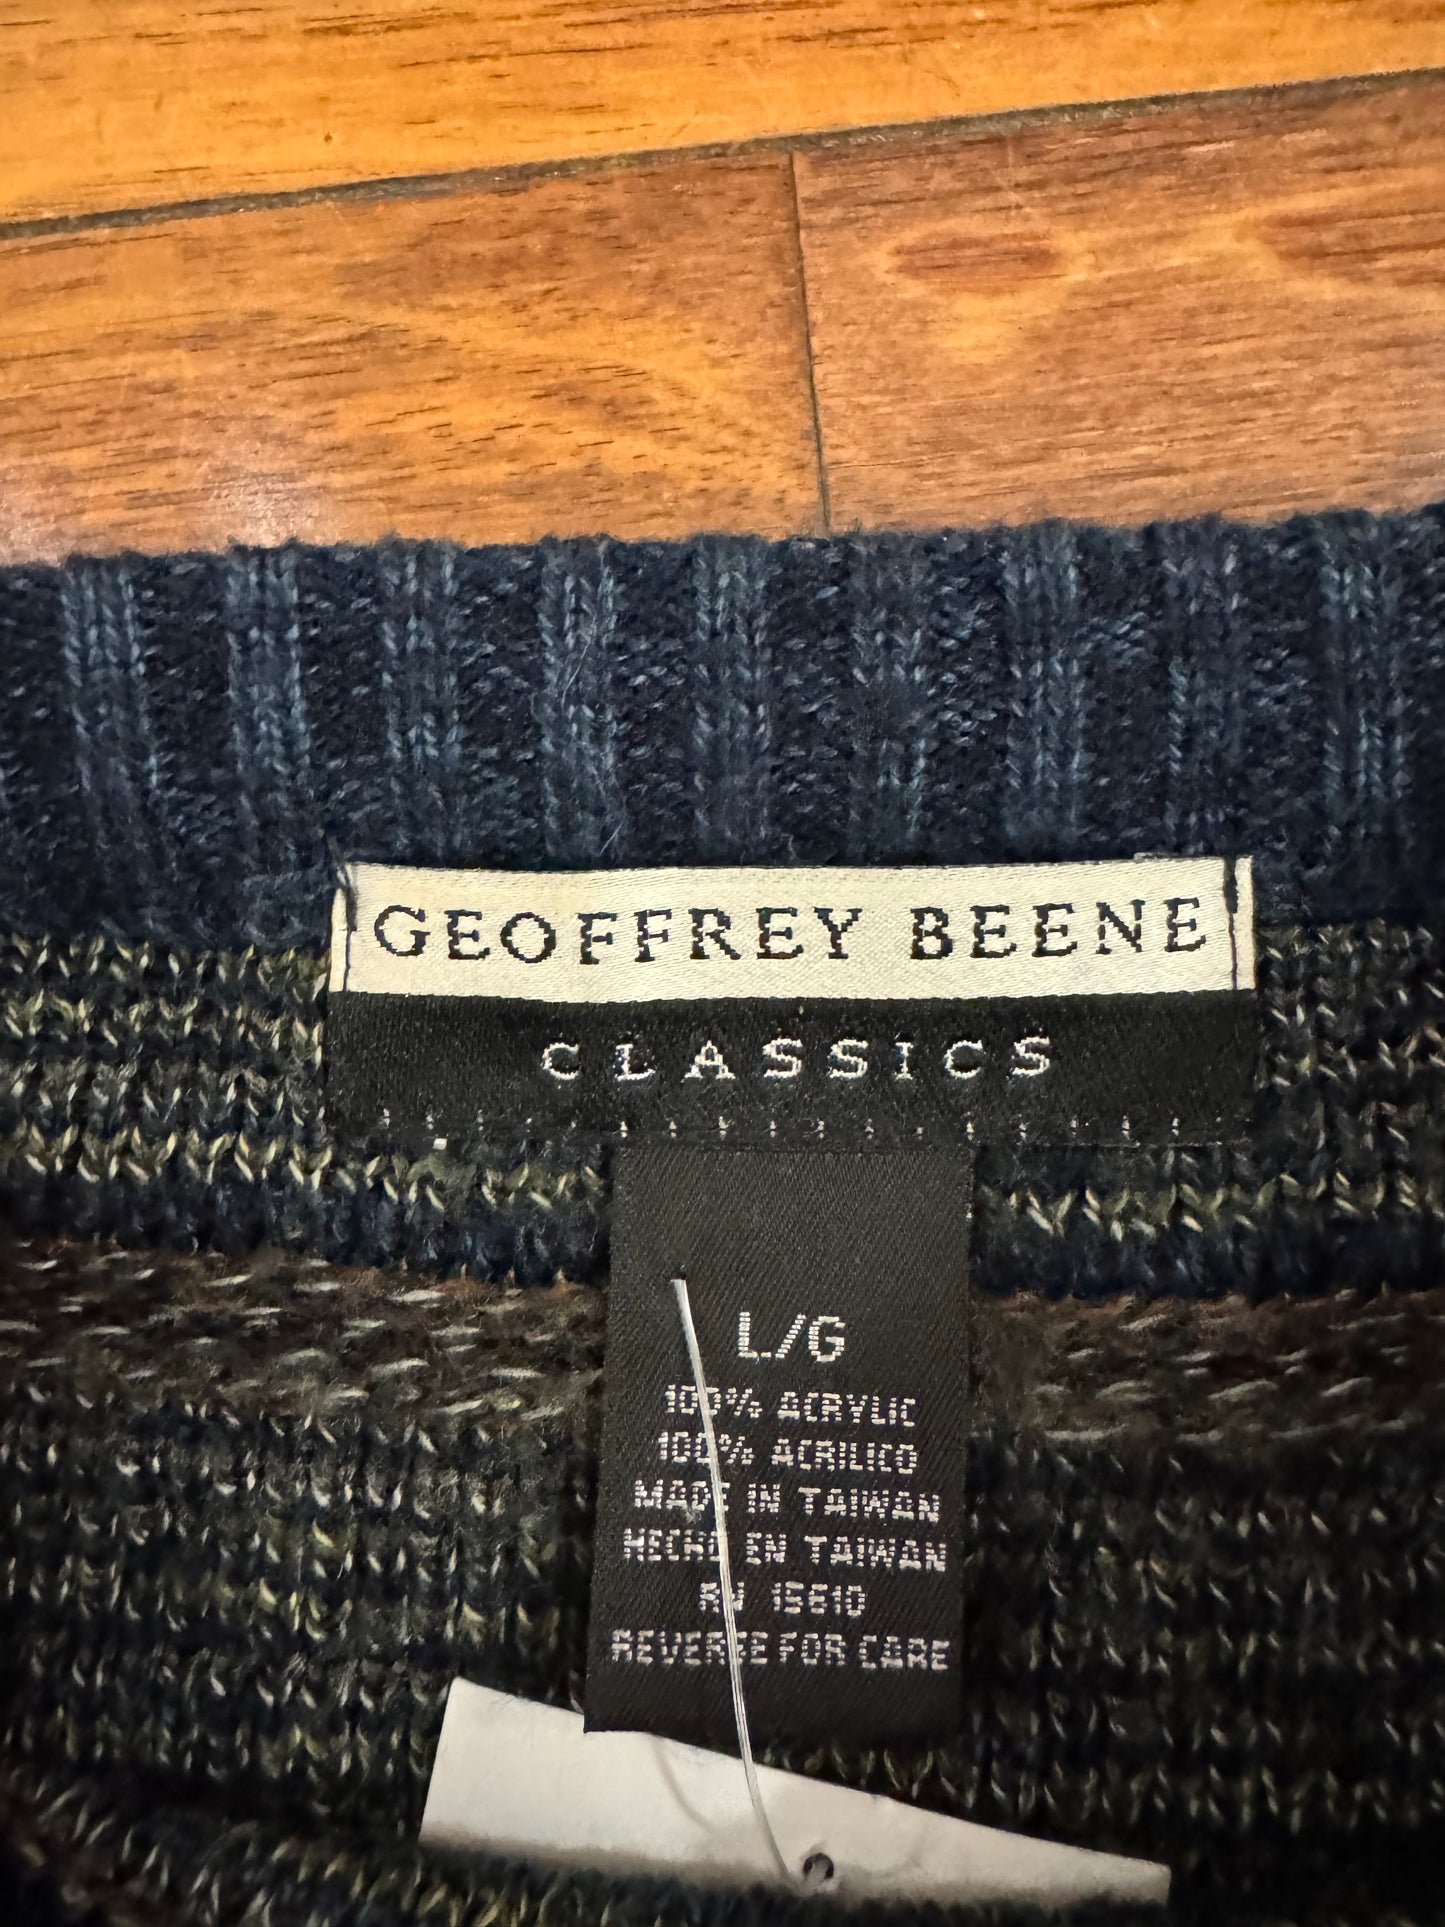 GEOFFREY BEENE
CLASSICS
L/G
100% ACRYLIC
100% ACRILICO
MADE IN TAIWAN
HECHO EN TAIWAN
RN 15610
REVERSE FOR CARE